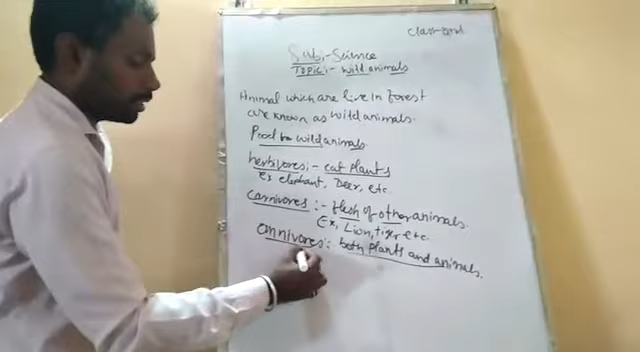 Class-2nd
Sub:- Science
Topic:- wild animals
Animal which are live in forest
are known as wild animals.
Food for wild animals
herbivores:- eat plants
Ex elephant, Deer, etc.
carnivores :- flesh of other animals.
Ex, Lion, tiger etc.
omnivores: both plants and animals.